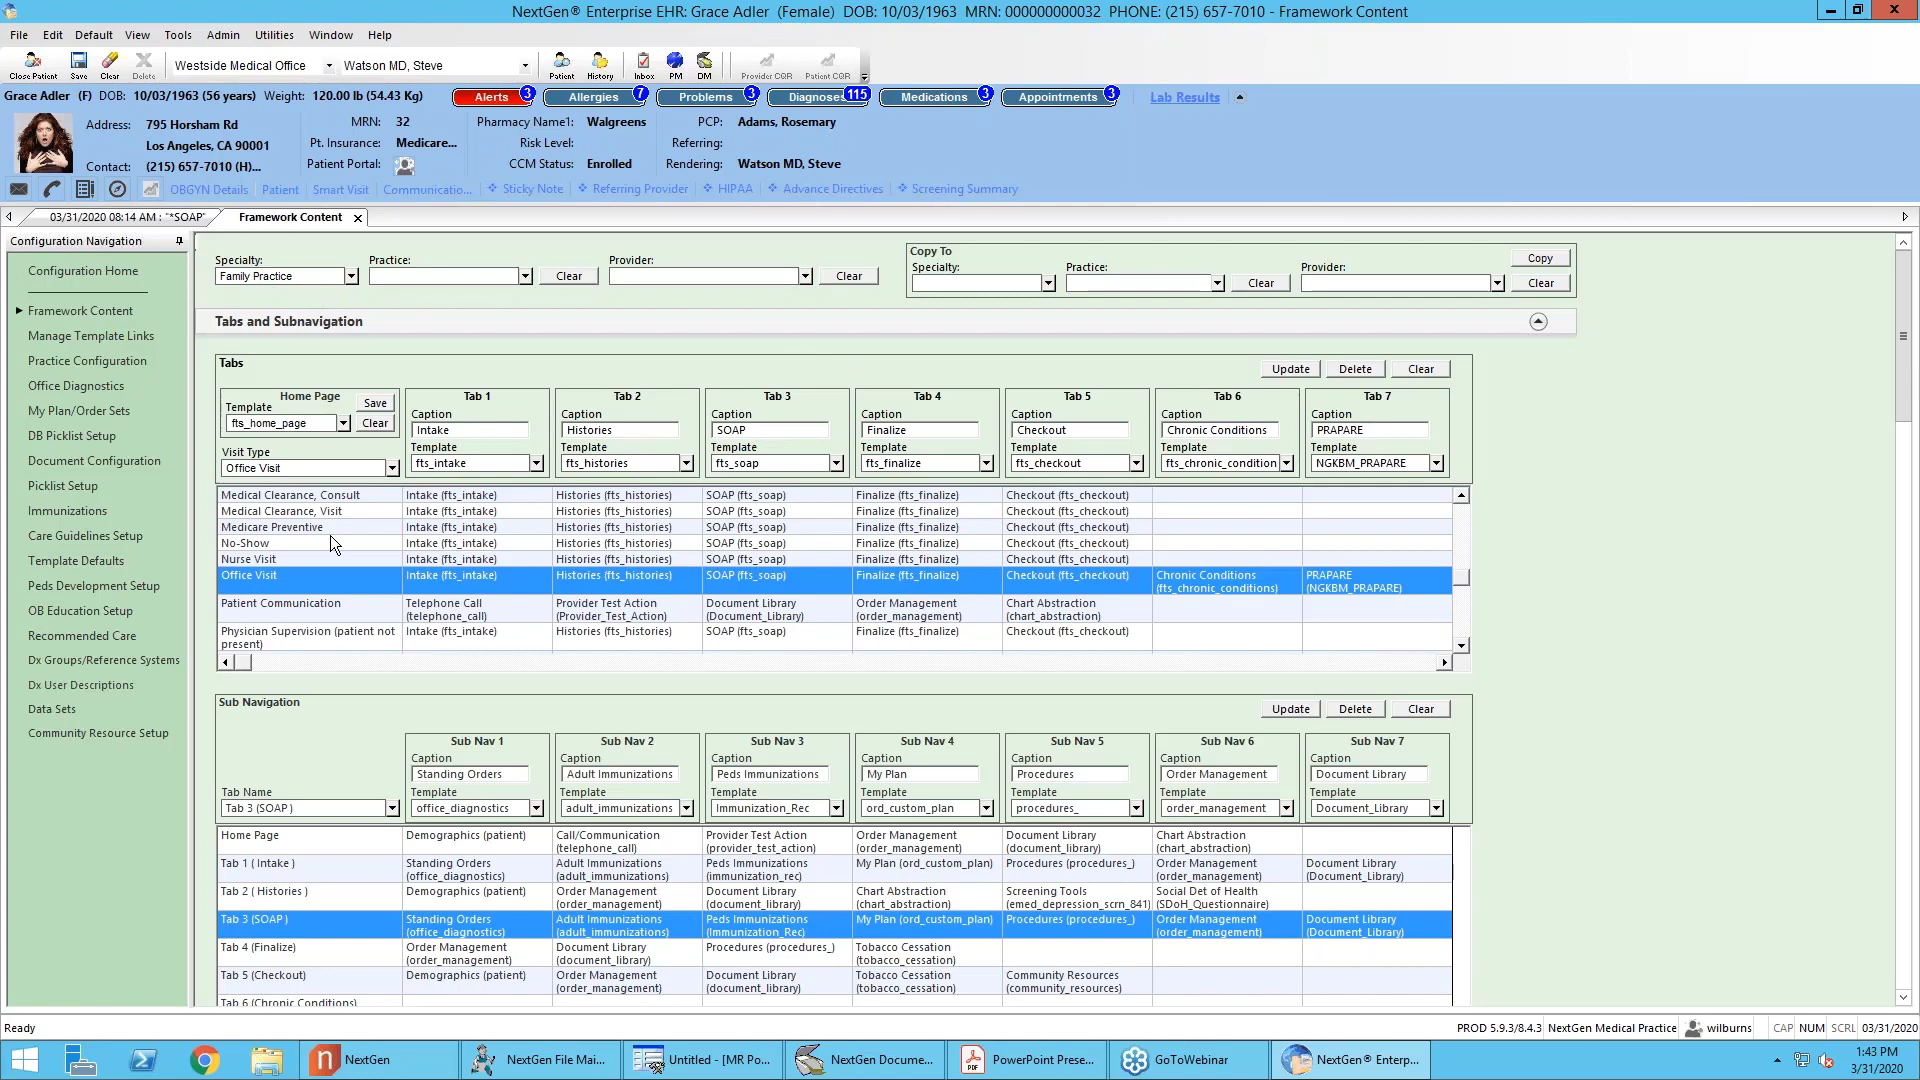 NextGen® Enterprise EHR: Grace Adler (Female) DOB: 10/03/1963 MRN: 000000000032 PHONE: (215) 657-7010 - Framework Content
File Edit Default View Tools Admin Utilities Window Help
Westside Medical Office Watson MD, Steve
Close Patient Save Clear Delete Patient History Inbox PM DM Provider CQR Patient CQR
Grace Adler (F) DOB: 10/03/1963 (56 years) Weight: 120.00 lb (54.43 Kg) Alerts 3 Allergies 7 Problems 3 Diagnoses 115 Medications 3 Appointments 3 Lab Results
Address: 795 Horsham Rd MRN: 32 Pharmacy Name1: Walgreens PCP: Adams, Rosemary
Los Angeles, CA 90001 Pt. Insurance: Medicare... Risk Level: Referring:
Contact: (215) 657-7010 (H)... Patient Portal: CCM Status: Enrolled Rendering: Watson MD, Steve
OBGYN Details Patient Smart Visit Communicatio... Sticky Note Referring Provider HIPAA Advance Directives Screening Summary
03/31/2020 08:14 AM : "*SOAP" Framework Content
Configuration Navigation
Configuration Home
Framework Content
Manage Template Links
Practice Configuration
Office Diagnostics
My Plan/Order Sets
DB Picklist Setup
Document Configuration
Picklist Setup
Immunizations
Care Guidelines Setup
Template Defaults
Peds Development Setup
OB Education Setup
Recommended Care
Dx Groups/Reference Systems
Dx User Descriptions
Data Sets
Community Resource Setup
Specialty: Practice: Provider:
Family Practice Clear Clear
Copy To
Specialty: Practice: Provider: Copy
Clear Clear
Tabs and Subnavigation
Tabs
Update Delete Clear
Home Page Save Tab 1 Tab 2 Tab 3 Tab 4 Tab 5 Tab 6 Tab 7
Template Caption Caption Caption Caption Caption Caption Caption
fts_home_page Clear Intake Histories SOAP Finalize Checkout Chronic Conditions PRAPARE
Visit Type Template Template Template Template Template Template Template
Office Visit fts_intake fts_histories fts_soap fts_finalize fts_checkout fts_chronic_condition NGKBM_PRAPARE
Medical Clearance, Consult Intake (fts_intake) Histories (fts_histories) SOAP (fts_soap) Finalize (fts_finalize) Checkout (fts_checkout)
Medical Clearance, Visit Intake (fts_intake) Histories (fts_histories) SOAP (fts_soap) Finalize (fts_finalize) Checkout (fts_checkout)
Medicare Preventive Intake (fts_intake) Histories (fts_histories) SOAP (fts_soap) Finalize (fts_finalize) Checkout (fts_checkout)
No-Show Intake (fts_intake) Histories (fts_histories) SOAP (fts_soap) Finalize (fts_finalize) Checkout (fts_checkout)
Nurse Visit Intake (fts_intake) Histories (fts_histories) SOAP (fts_soap) Finalize (fts_finalize) Checkout (fts_checkout)
Office Visit Intake (fts_intake) Histories (fts_histories) SOAP (fts_soap) Finalize (fts_finalize) Checkout (fts_checkout) Chronic Conditions PRAPARE
(fts_chronic_conditions) (NGKBM_PRAPARE)
Patient Communication Telephone Call Provider Test Action Document Library Order Management Chart Abstraction
(telephone_call) (Provider_Test_Action) (Document_Library) (order_management) (chart_abstraction)
Physician Supervision (patient not Intake (fts_intake) Histories (fts_histories) SOAP (fts_soap) Finalize (fts_finalize) Checkout (fts_checkout)
present)
Sub Navigation
Update Delete Clear
Sub Nav 1 Sub Nav 2 Sub Nav 3 Sub Nav 4 Sub Nav 5 Sub Nav 6 Sub Nav 7
Caption Caption Caption Caption Caption Caption Caption
Standing Orders Adult Immunizations Peds Immunizations My Plan Procedures Order Management Document Library
Tab Name Template Template Template Template Template Template Template
Tab 3 (SOAP ) office_diagnostics adult_immunizations Immunization_Rec ord_custom_plan procedures_ order_management Document_Library
Home Page Demographics (patient) Call/Communication Provider Test Action Order Management Document Library Chart Abstraction
(telephone_call) (provider_test_action) (order_management) (document_library) (chart_abstraction)
Tab 1 ( Intake ) Standing Orders Adult Immunizations Peds Immunizations My Plan (ord_custom_plan) Procedures (procedures_) Order Management Document Library
(office_diagnostics) (adult_immunizations) (immunization_rec) (order_management) (Document_Library)
Tab 2 ( Histories ) Demographics (patient) Order Management Document Library Chart Abstraction Screening Tools Social Det of Health
(order_management) (document_library) (chart_abstraction) (emed_depression_scrn_841) (SDoH_Questionnaire)
Tab 3 (SOAP ) Standing Orders Adult Immunizations Peds Immunizations My Plan (ord_custom_plan) Procedures (procedures_) Order Management Document Library
(office_diagnostics) (adult_immunizations) (Immunization_Rec) (order_management) (Document_Library)
Tab 4 (Finalize) Order Management Document Library Procedures (procedures_) Tobacco Cessation
(order_management) (document_library) (tobacco_cessation)
Tab 5 (Checkout) Demographics (patient) Order Management Document Library Tobacco Cessation Community Resources
(order_management) (document_library) (tobacco_cessation) (community_resources)
Tab 6 (Chronic Conditions)
Ready PROD 5.9.3/8.4.3 NextGen Medical Practice wilburns CAP NUM SCRL 03/31/2020
NextGen NextGen File Mai... Untitled - [MR Po... NextGen Docume... PowerPoint Prese... GoToWebinar NextGen® Enterp... 1:43 PM
3/31/2020